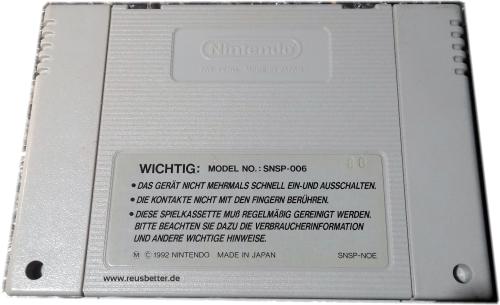 Nintendo
WICHTIG: MODEL NO.: SNSP-006
• DAS GERÄT NICHT MEHRMALS SCHNELL EIN-UND AUSSCHALTEN.
• DIE KONTAKTE NICHT MIT DEN FINGERN BERÜHREN.
• DIESE SPIELKASSETTE MUß REGELMÄßIG GEREINIGT WERDEN.
BITTE BEACHTEN SIE DAZU DIE VERBRAUCHERINFORMATION
UND ANDERE WICHTIGE HINWEISE.
Ⓜ © 1992 NINTENDO MADE IN JAPAN SNSP-NOE
www.reusbetter.de